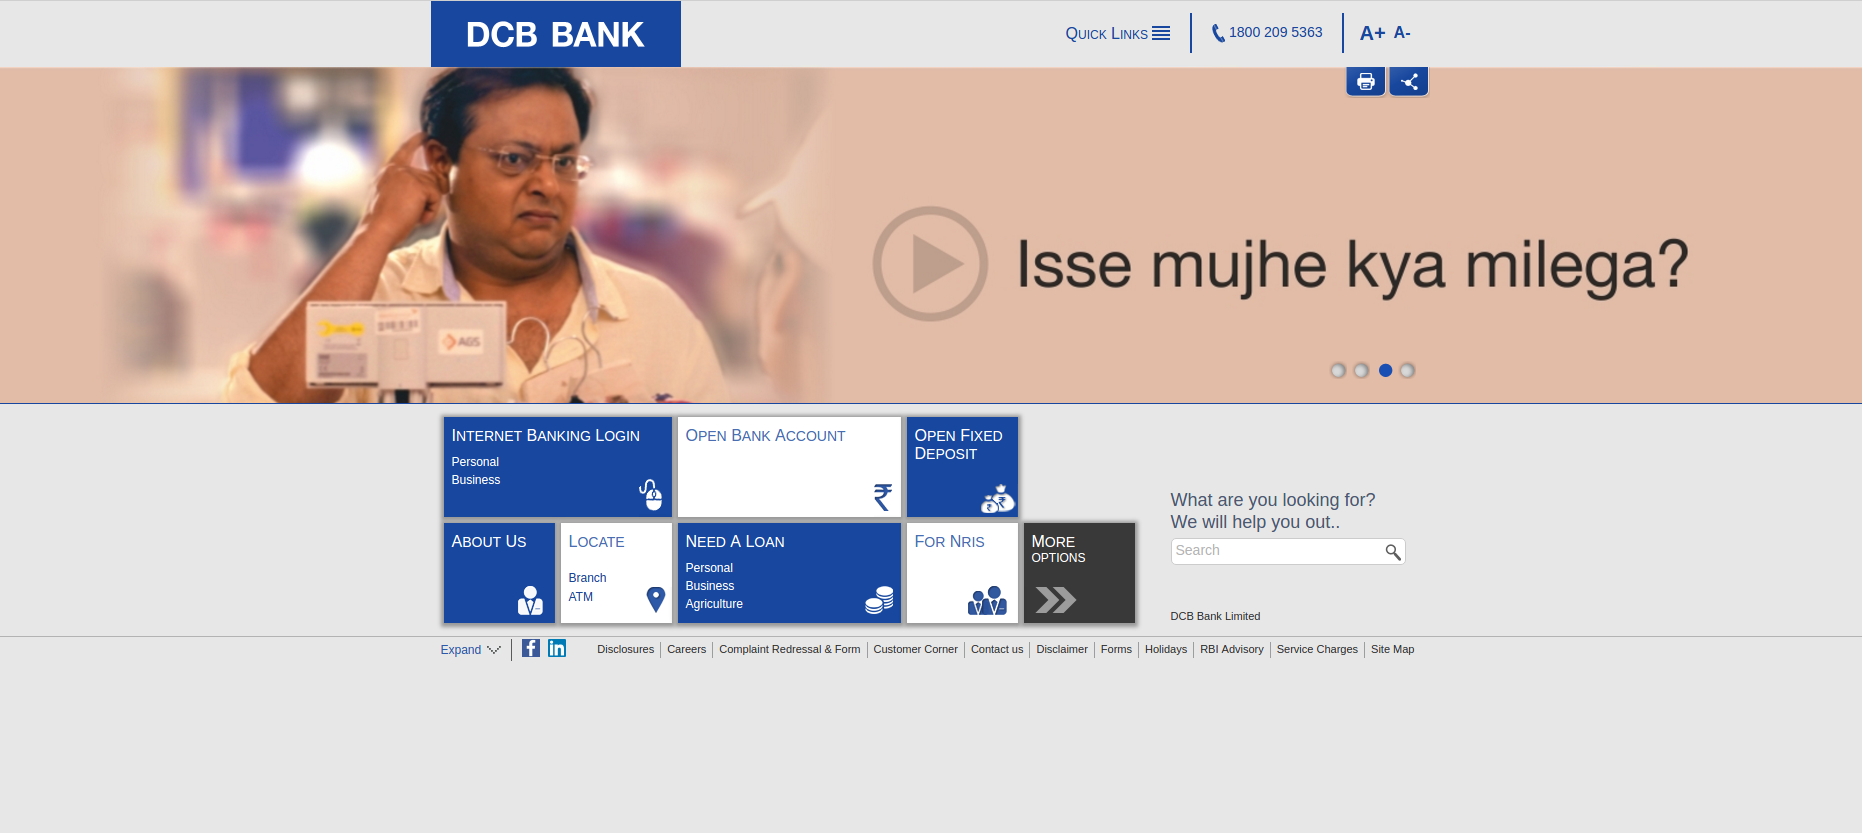 DCB BANK
QUICK LINKS
1800 209 5363
A+ A-
Isse mujhe kya milega?
AGS
INTERNET BANKING LOGIN
Personal
Business
OPEN BANK ACCOUNT
₹
OPEN FIXED
DEPOSIT
ABOUT US
LOCATE
Branch
ATM
NEED A LOAN
Personal
Business
Agriculture
FOR NRIS
MORE
OPTIONS
What are you looking for?
We will help you out..
Search
DCB Bank Limited
Expand
Disclosures
Careers
Complaint Redressal & Form
Customer Corner
Contact us
Disclaimer
Forms
Holidays
RBI Advisory
Service Charges
Site Map